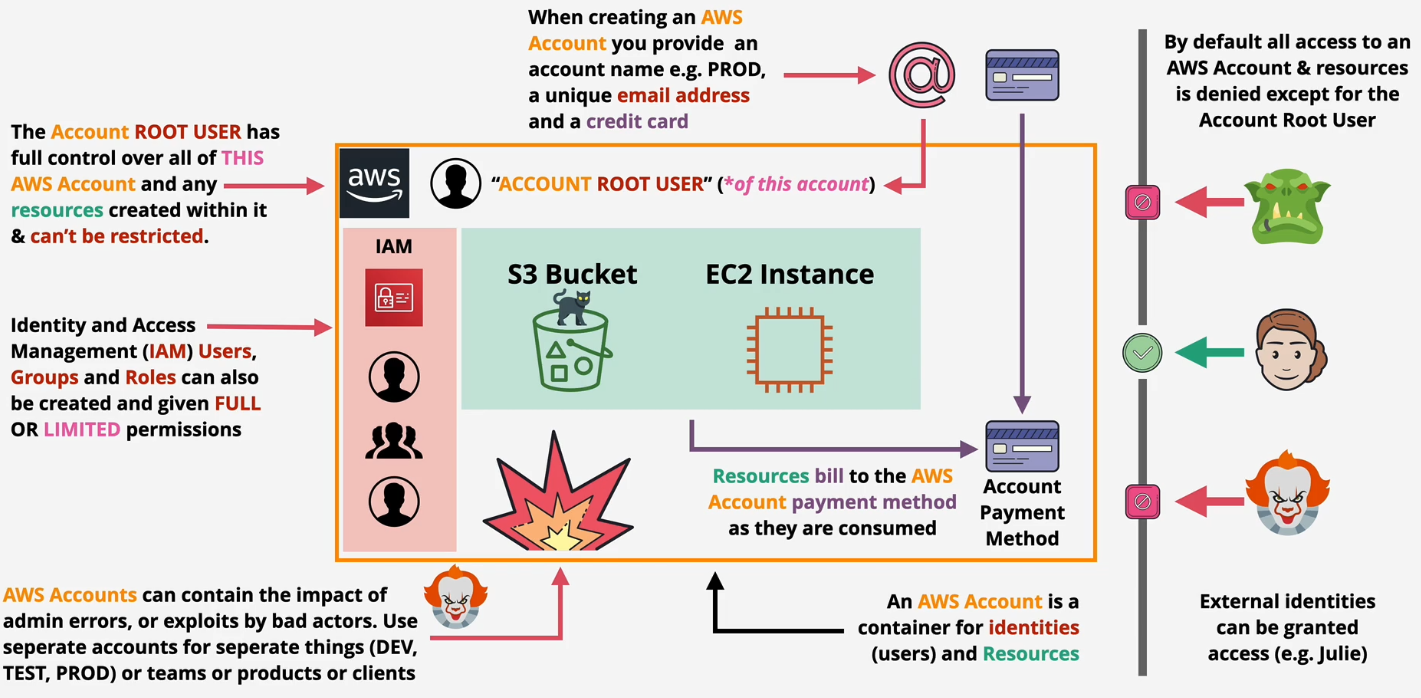 When creating an AWS
Account you provide an
account name e.g. PROD,
a unique email address
and a credit card
By default all access to an
AWS Account & resources
is denied except for the
Account Root User
The Account ROOT USER has
full control over all of THIS
AWS Account and any
resources created within it
& can't be restricted.
aws
“ACCOUNT ROOT USER” (*of this account)
IAM
S3 Bucket
EC2 Instance
Identity and Access
Management (IAM) Users,
Groups and Roles can also
be created and given FULL
OR LIMITED permissions
Resources bill to the AWS
Account payment method
as they are consumed
Account
Payment
Method
AWS Accounts can contain the impact of
admin errors, or exploits by bad actors. Use
seperate accounts for seperate things (DEV,
TEST, PROD) or teams or products or clients
An AWS Account is a
container for identities
(users) and Resources
External identities
can be granted
access (e.g. Julie)